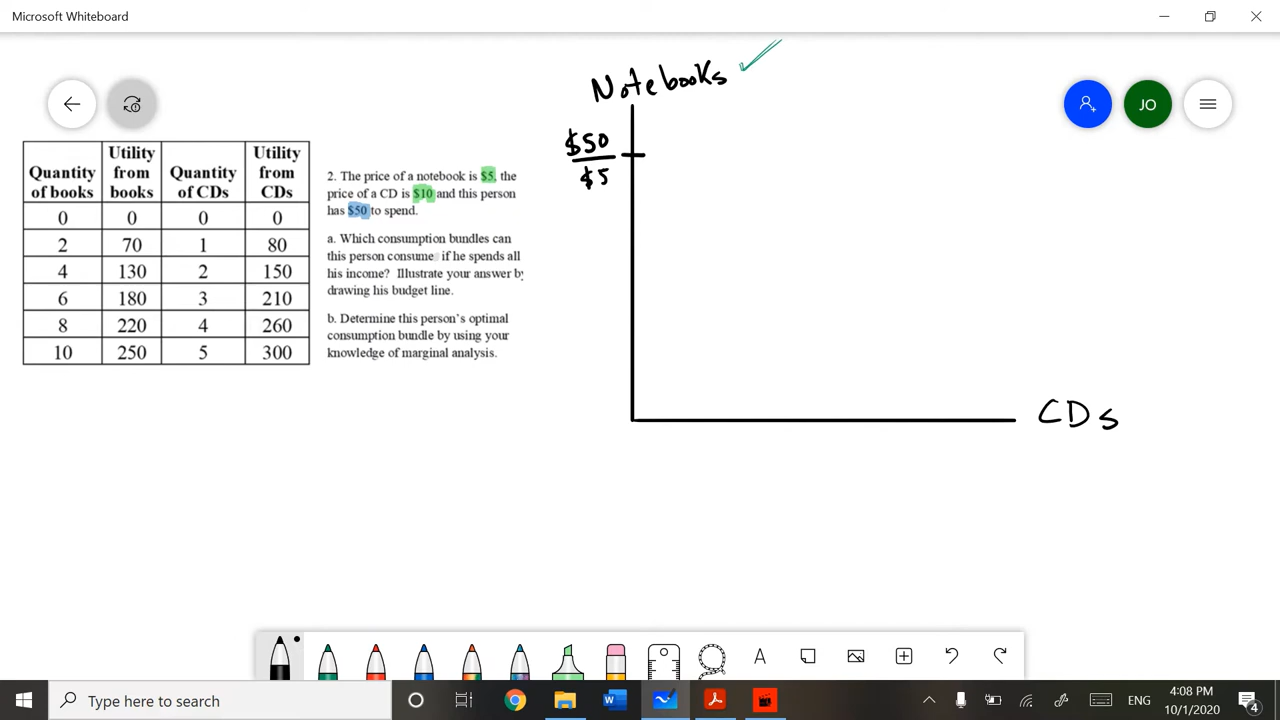 Microsoft Whiteboard
Notebooks
JO
$50
$5
Quantity of books | Utility from books | Quantity of CDs | Utility from CDs
0 | 0 | 0 | 0
2 | 70 | 1 | 80
4 | 130 | 2 | 150
6 | 180 | 3 | 210
8 | 220 | 4 | 260
10 | 250 | 5 | 300
2. The price of a notebook is $5, the
price of a CD is $10 and this person
has $50 to spend.
a. Which consumption bundles can
this person consume if he spends all
his income? Illustrate your answer by
drawing his budget line.
b. Determine this person's optimal
consumption bundle by using your
knowledge of marginal analysis.
CDs
A
Type here to search
ENG
4:08 PM
10/1/2020
4